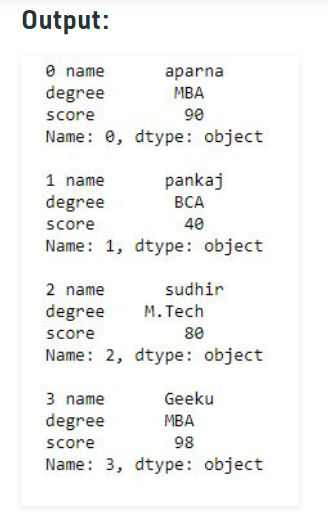 Output:
0 name      aparna
degree       MBA
score         90
Name: 0, dtype: object
1 name      pankaj
degree       BCA
score         40
Name: 1, dtype: object
2 name      sudhir
degree    M.Tech
score         80
Name: 2, dtype: object
3 name      Geeku
degree      MBA
score        98
Name: 3, dtype: object